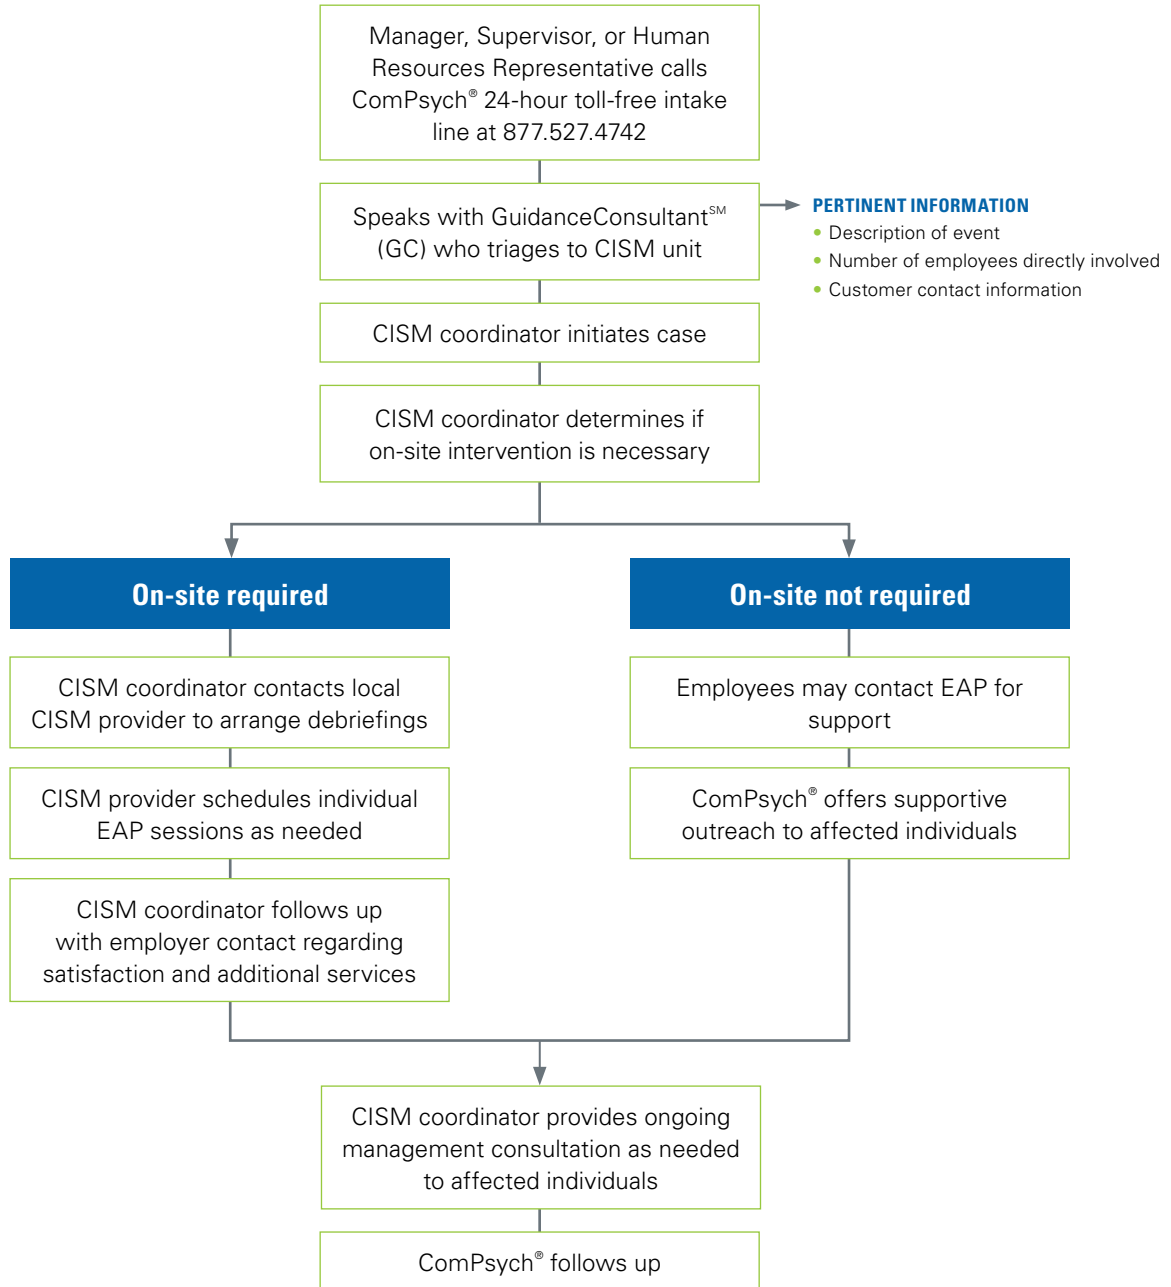 Manager, Supervisor, or Human
Resources Representative calls
ComPsych® 24-hour toll-free intake
line at 877.527.4742
Speaks with GuidanceConsultant℠
(GC) who triages to CISM unit
PERTINENT INFORMATION
• Description of event
• Number of employees directly involved
• Customer contact information
CISM coordinator initiates case
CISM coordinator determines if
on-site intervention is necessary
On-site required
CISM coordinator contacts local
CISM provider to arrange debriefings
CISM provider schedules individual
EAP sessions as needed
CISM coordinator follows up
with employer contact regarding
satisfaction and additional services
On-site not required
Employees may contact EAP for
support
ComPsych® offers supportive
outreach to affected individuals
CISM coordinator provides ongoing
management consultation as needed
to affected individuals
ComPsych® follows up